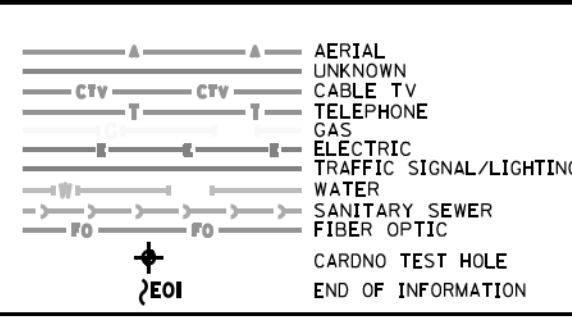 A A AERIAL
UNKNOWN
CTV CTV CABLE TV
T T TELEPHONE
G GAS
E E E ELECTRIC
TRAFFIC SIGNAL/LIGHTING
W WATER
SANITARY SEWER
FO FO FIBER OPTIC
CARDNO TEST HOLE
EOI END OF INFORMATION